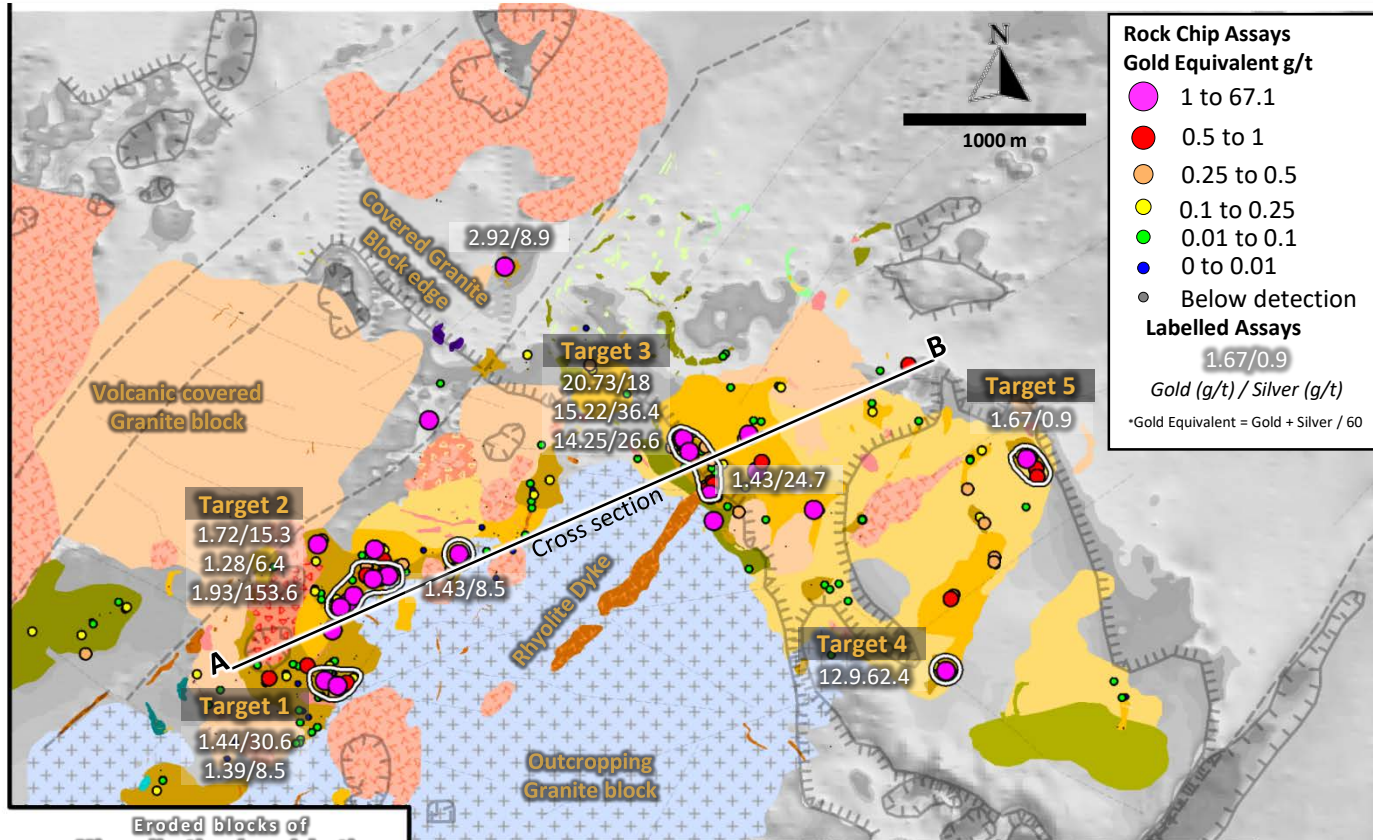 Rock Chip Assays
Gold Equivalent g/t
1 to 67.1
0.5 to 1
0.25 to 0.5
0.1 to 0.25
0.01 to 0.1
0 to 0.01
Below detection
Labelled Assays
1.67/0.9
Gold (g/t) / Silver (g/t)
*Gold Equivalent = Gold + Silver / 60
N
1000 m
Covered Granite
Block edge
2.92/8.9
Volcanic covered
Granite block
Target 3
20.73/18
15.22/36.4
14.25/26.6
B
Target 5
1.67/0.9
1.43/24.7
Cross section
Target 2
1.72/15.3
1.28/6.4
1.93/153.6
1.43/8.5
Rhyolite Dyke
A
Target 4
12.9.62.4
Target 1
1.44/30.6
1.39/8.5
Outcropping
Granite block
Eroded blocks of